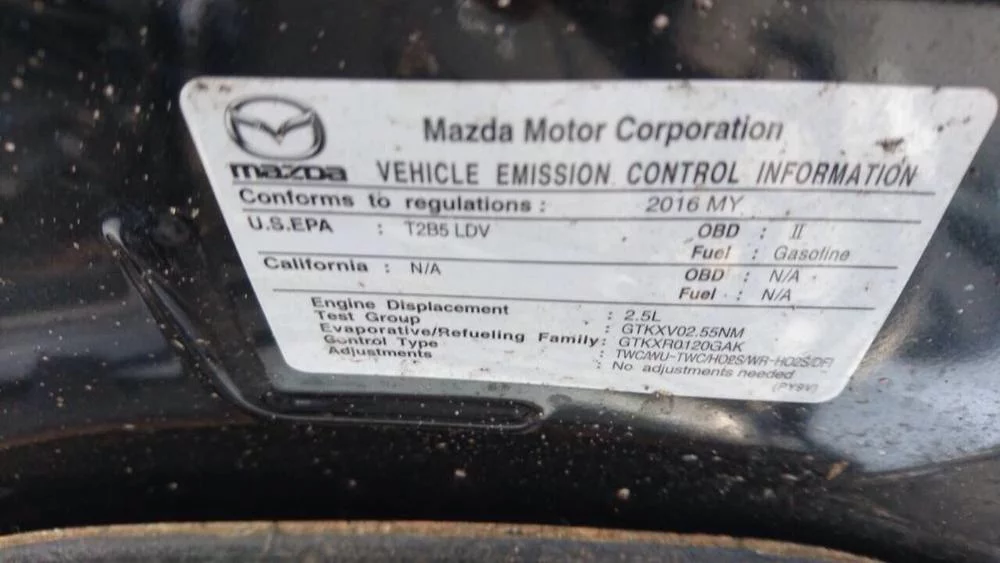 mazda
Mazda Motor Corporation
VEHICLE EMISSION CONTROL INFORMATION
Conforms to regulations : 2016 MY
U.S.EPA : T2B5 LDV OBD : II
Fuel : Gasoline
California : N/A OBD : N/A
Fuel : N/A
Engine Displacement : 2.5L
Test Group : GTKXV02.55NM
Evaporative/Refueling Family : GTKXR0120GAK
Control Type : TWC/WU-TWC/HO2S/WR-HO2S/DFI
Adjustments : No adjustments needed
(PY9V)